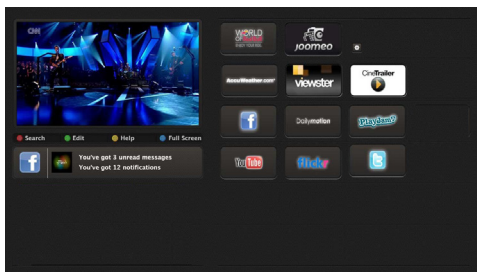 CNN
Search
Edit
Help
Full Screen
You've got 3 unread messages
You've got 12 notifications
WORLD
OF
Joomeo
AccuWeather.com
viewster
CineTrailer
Dailymotion
PlayJam
YouTube
flickr